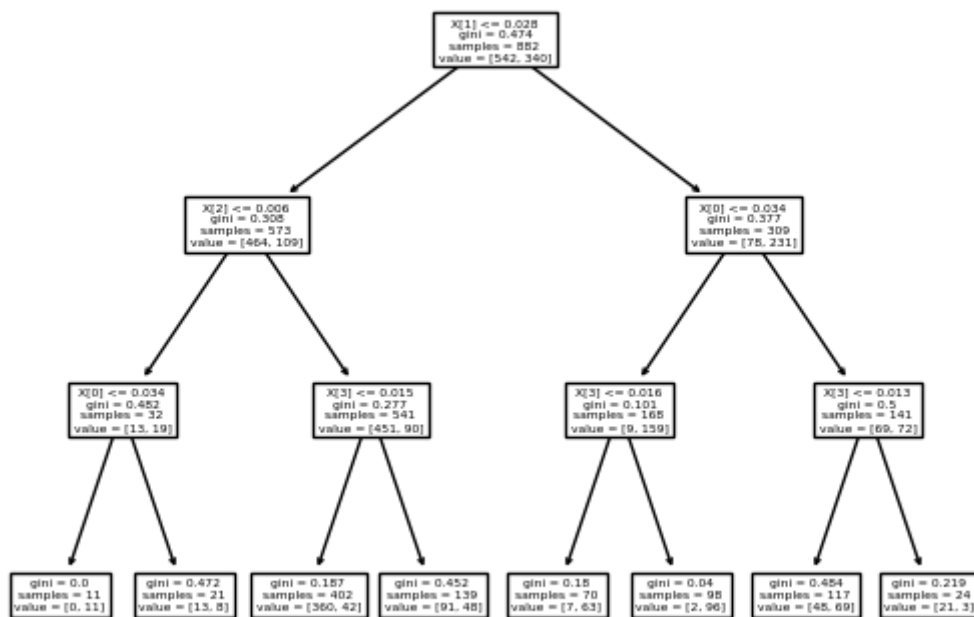 X[1] <= 0.028
gini = 0.474
samples = 882
value = [542, 340]
X[2] <= 0.006
gini = 0.308
samples = 573
value = [464, 109]
X[0] <= 0.034
gini = 0.377
samples = 309
value = [78, 231]
X[0] <= 0.034
gini = 0.482
samples = 32
value = [13, 19]
X[3] <= 0.015
gini = 0.277
samples = 541
value = [451, 90]
X[3] <= 0.016
gini = 0.101
samples = 168
value = [9, 159]
X[3] <= 0.013
gini = 0.5
samples = 141
value = [69, 72]
gini = 0.0
samples = 11
value = [0, 11]
gini = 0.472
samples = 21
value = [13, 8]
gini = 0.187
samples = 402
value = [360, 42]
gini = 0.452
samples = 139
value = [91, 48]
gini = 0.18
samples = 70
value = [7, 63]
gini = 0.04
samples = 98
value = [2, 96]
gini = 0.484
samples = 117
value = [48, 69]
gini = 0.219
samples = 24
value = [21, 3]